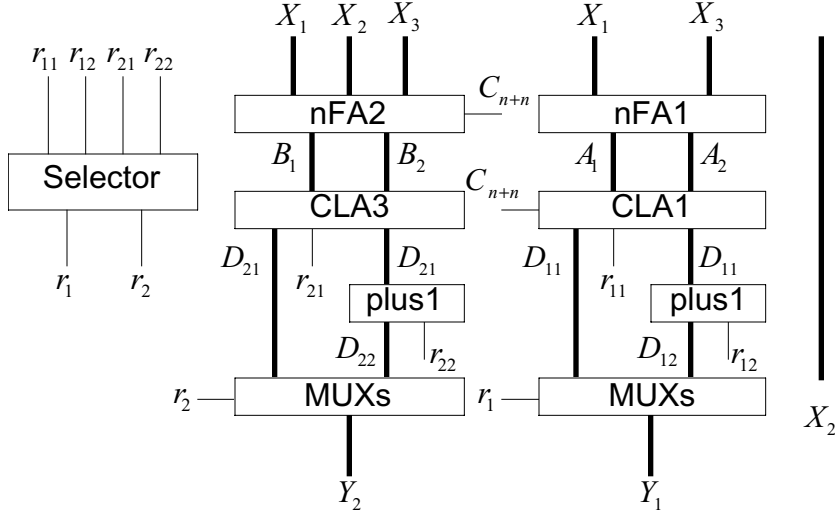 X₁ X₂ X₃ X₁ X₃
r₁₁ r₁₂ r₂₁ r₂₂
Cₙ₊ₙ
nFA2 nFA1
B₁ B₂ A₁ A₂
Selector
Cₙ₊ₙ
CLA3 CLA1
D₂₁ D₂₁ D₁₁ D₁₁
r₁ r₂ r₂₁ r₁₁
plus1 plus1
D₂₂ r₂₂ D₁₂ r₁₂
r₂ MUXs r₁ MUXs
X₂
Y₂ Y₁